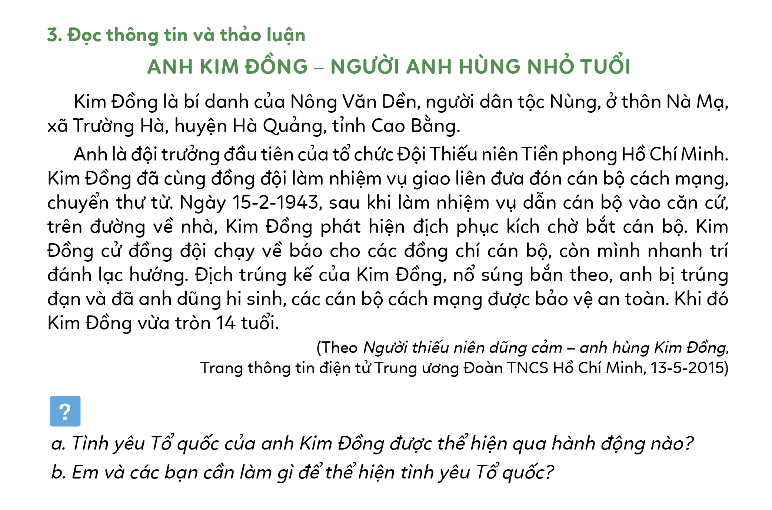 3. Đọc thông tin và thảo luận
ANH KIM ĐỒNG – NGƯỜI ANH HÙNG NHỎ TUỔI
Kim Đồng là bí danh của Nông Văn Dền, người dân tộc Nùng, ở thôn Nà Mạ,
xã Trường Hà, huyện Hà Quảng, tỉnh Cao Bằng.
Anh là đội trưởng đầu tiên của tổ chức Đội Thiếu niên Tiền phong Hồ Chí Minh.
Kim Đồng đã cùng đồng đội làm nhiệm vụ giao liên đưa đón cán bộ cách mạng,
chuyển thư từ. Ngày 15-2-1943, sau khi làm nhiệm vụ dẫn cán bộ vào căn cứ,
trên đường về nhà, Kim Đồng phát hiện địch phục kích chờ bắt cán bộ. Kim
Đồng cử đồng đội chạy về báo cho các đồng chí cán bộ, còn mình nhanh trí
đánh lạc hướng. Địch trúng kế của Kim Đồng, nổ súng bắn theo, anh bị trúng
đạn và đã anh dũng hi sinh, các cán bộ cách mạng được bảo vệ an toàn. Khi đó
Kim Đồng vừa tròn 14 tuổi.
(Theo Người thiếu niên dũng cảm – anh hùng Kim Đồng,
Trang thông tin điện tử Trung ương Đoàn TNCS Hồ Chí Minh, 13-5-2015)
?
a. Tình yêu Tổ quốc của anh Kim Đồng được thể hiện qua hành động nào?
b. Em và các bạn cần làm gì để thể hiện tình yêu Tổ quốc?